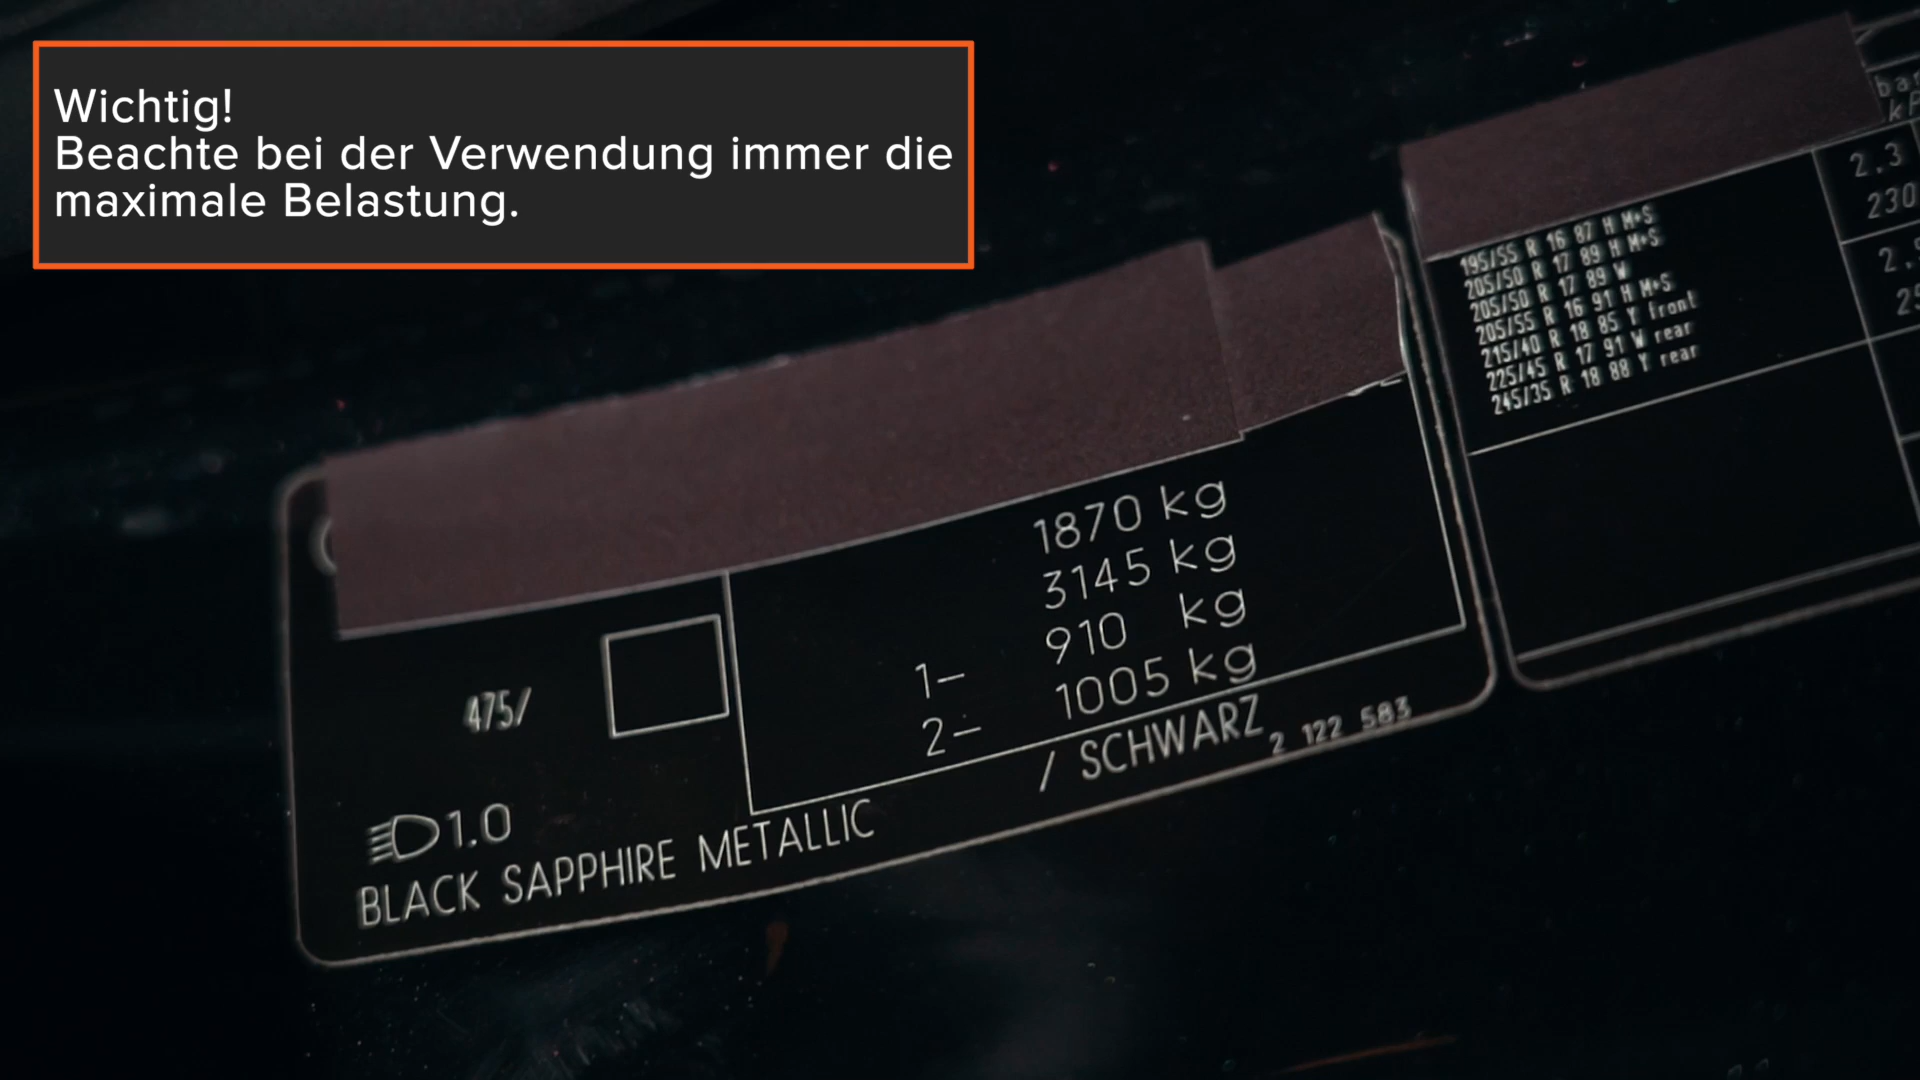 Wichtig!
Beachte bei der Verwendung immer die
maximale Belastung.
1870 kg
3145 kg
1– 910 kg
2– 1005 kg
475/
1.0
BLACK SAPPHIRE METALLIC / SCHWARZ
2 122 583
195/55 R 16 87 H M+S
205/50 R 17 89 H M+S
205/50 R 17 89 W
205/55 R 16 91 H M+S
215/40 R 18 85 Y front
225/45 R 17 91 W rear
245/35 R 18 88 Y rear
2,3
230